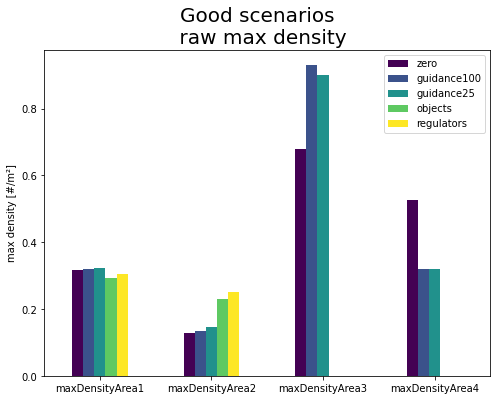 Good scenarios
raw max density
max density [#/m²]
0.8
0.6
0.4
0.2
0.0
zero
guidance100
guidance25
objects
regulators
maxDensityArea1
maxDensityArea2
maxDensityArea3
maxDensityArea4